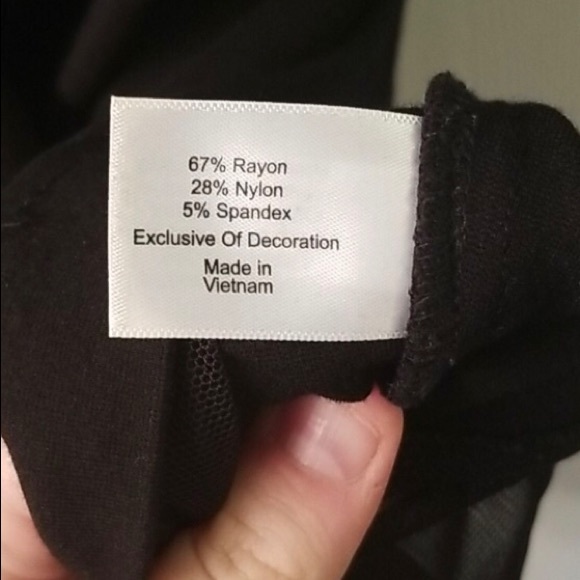 67% Rayon
28% Nylon
5% Spandex
Exclusive Of Decoration
Made in
Vietnam